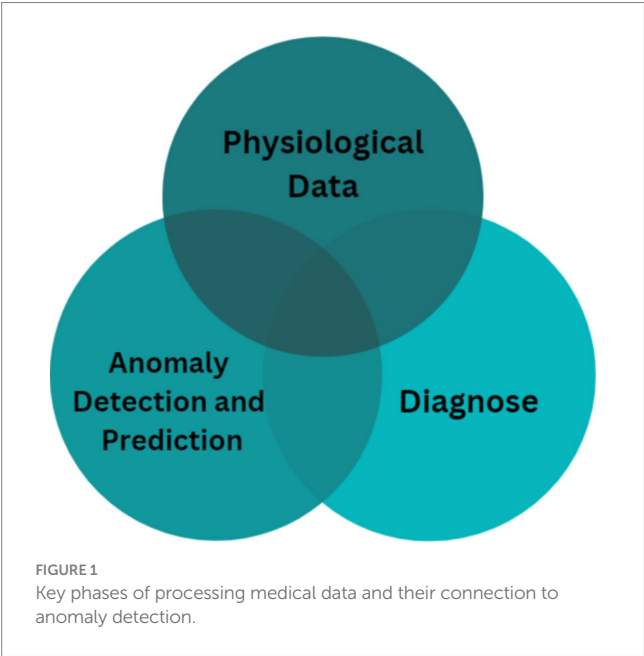 Physiological
Data
Anomaly
Detection and
Prediction
Diagnose
FIGURE 1
Key phases of processing medical data and their connection to
anomaly detection.